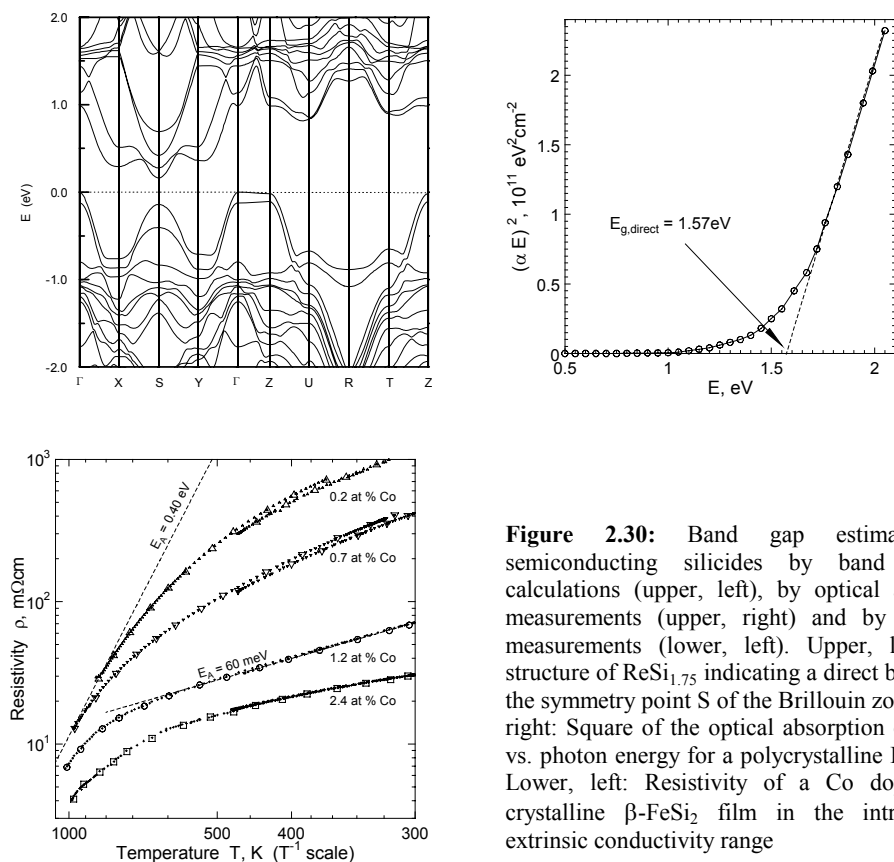 2.0
1.0
0.0
-1.0
-2.0
E (eV)
Γ X S Y Γ Z U R T Z
2
1.5
1
0.5
0
(α E) ², 10¹¹ eV²cm⁻²
E_g,direct = 1.57eV
0.5 1 1.5 2
E, eV
10³
10²
10¹
Resistivity ρ, mΩcm
E_A = 0.40 eV
0.2 at % Co
0.7 at % Co
E_A = 60 meV
1.2 at % Co
2.4 at % Co
1000 500 400 300
Temperature T, K (T⁻¹ scale)
Figure 2.30: Band gap estima
semiconducting silicides by band
calculations (upper, left), by optical
measurements (upper, right) and by
measurements (lower, left). Upper, l
structure of ReSi₁.₇₅ indicating a direct b
the symmetry point S of the Brillouin zo
right: Square of the optical absorption
vs. photon energy for a polycrystalline
Lower, left: Resistivity of a Co do
crystalline β-FeSi₂ film in the intr
extrinsic conductivity range